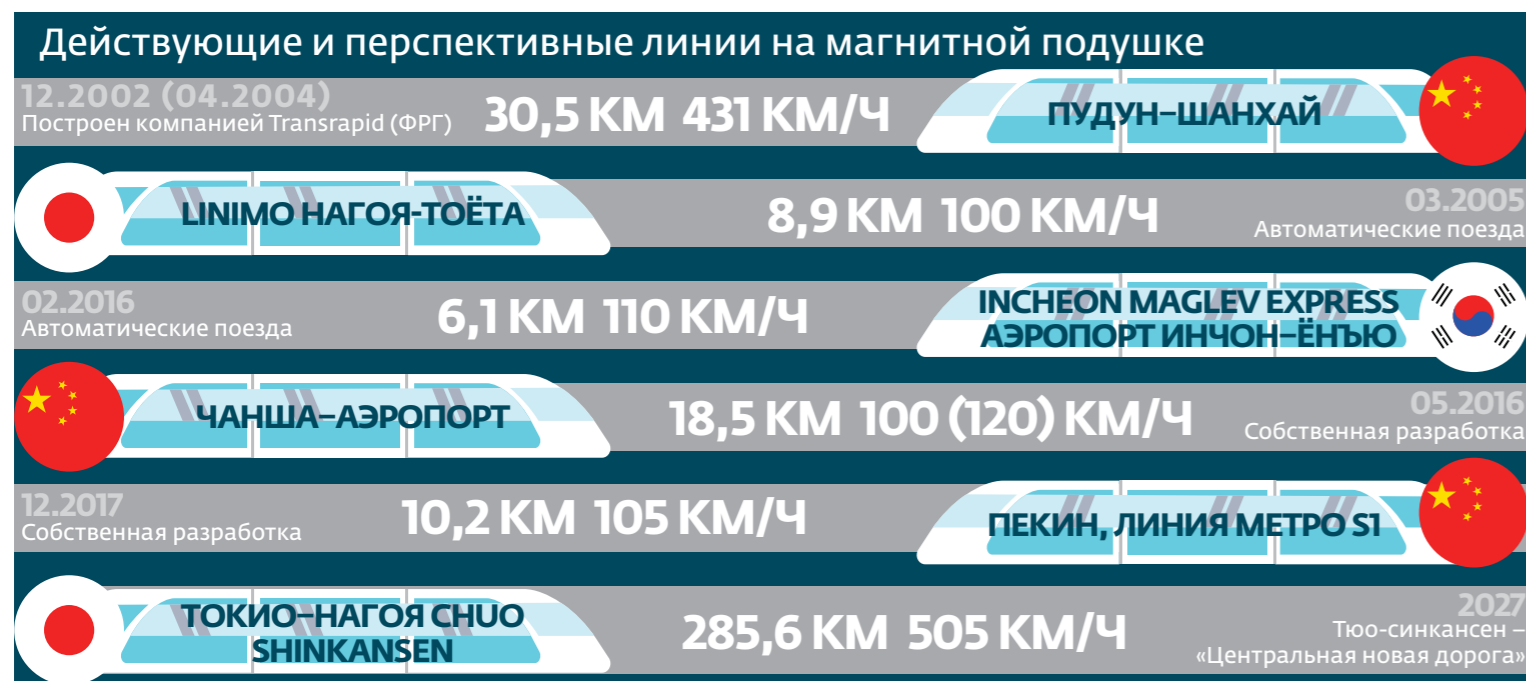 Действующие и перспективные линии на магнитной подушке
12.2002 (04.2004)
Построен компанией Transrapid (ФРГ)
30,5 КМ 431 КМ/Ч
ПУДУН–ШАНХАЙ
LINIMO НАГОЯ-ТОЁТА
8,9 КМ 100 КМ/Ч
03.2005
Автоматические поезда
02.2016
Автоматические поезда
6,1 КМ 110 КМ/Ч
INCHEON MAGLEV EXPRESS
АЭРОПОРТ ИНЧОН–ЁНЪЮ
ЧАНША–АЭРОПОРТ
18,5 КМ 100 (120) КМ/Ч
05.2016
Собственная разработка
12.2017
Собственная разработка
10,2 КМ 105 КМ/Ч
ПЕКИН, ЛИНИЯ МЕТРО S1
ТОКИО–НАГОЯ CHUO
SHINKANSEN
285,6 КМ 505 КМ/Ч
2027
Тюо-синкансен –
«Центральная новая дорога»